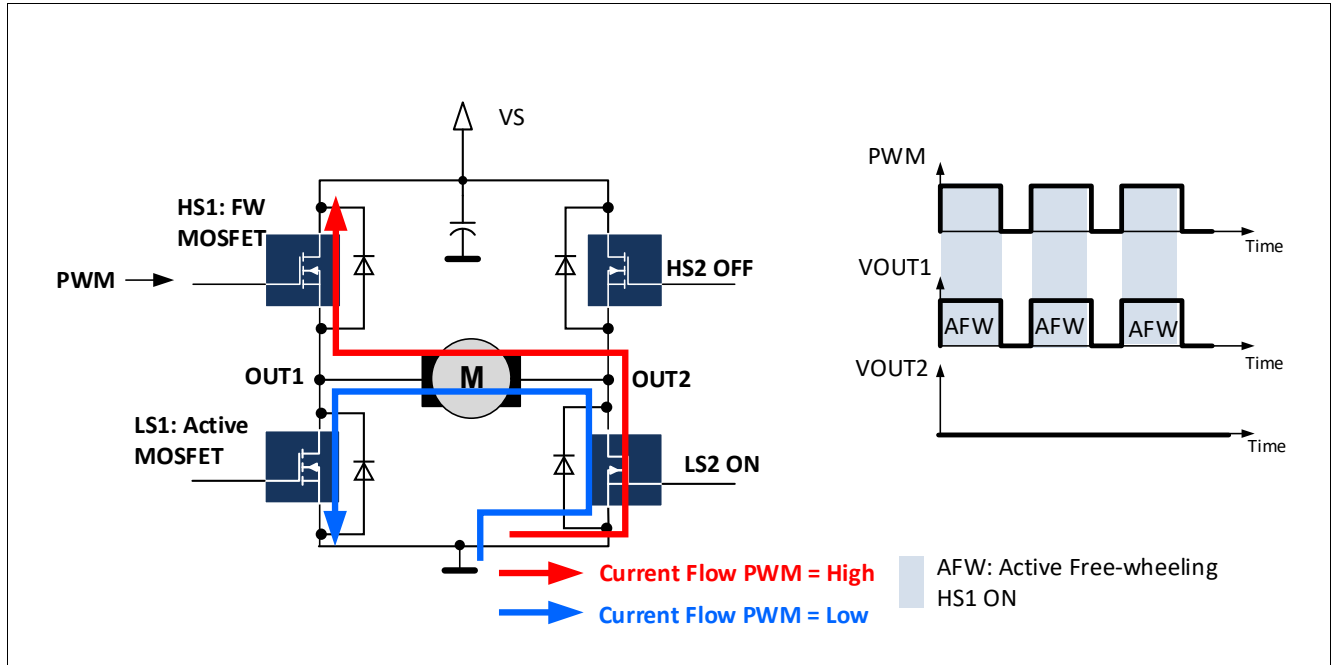 VS
HS1: FW
MOSFET
PWM
HS2 OFF
OUT1
M
OUT2
LS1: Active
MOSFET
LS2 ON
Current Flow PWM = High
Current Flow PWM = Low
PWM
Time
VOUT1
AFW
AFW
AFW
Time
VOUT2
Time
AFW: Active Free-wheeling
HS1 ON